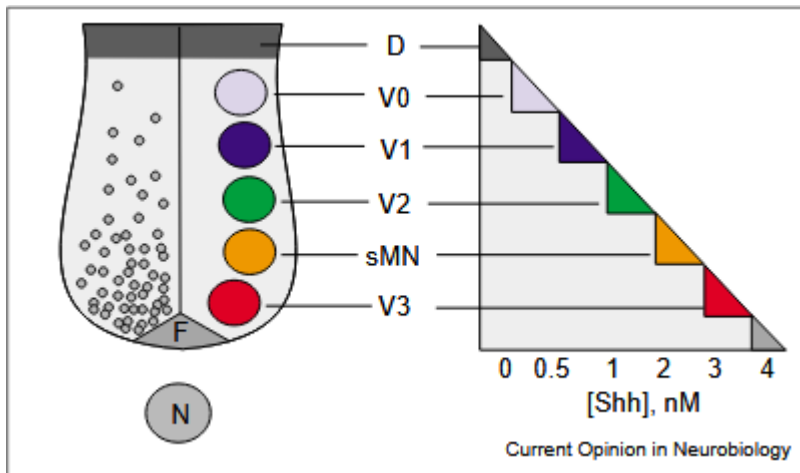 D
V0
V1
V2
sMN
V3
F
N
0 0.5 1 2 3 4
[Shh], nM
Current Opinion in Neurobiology